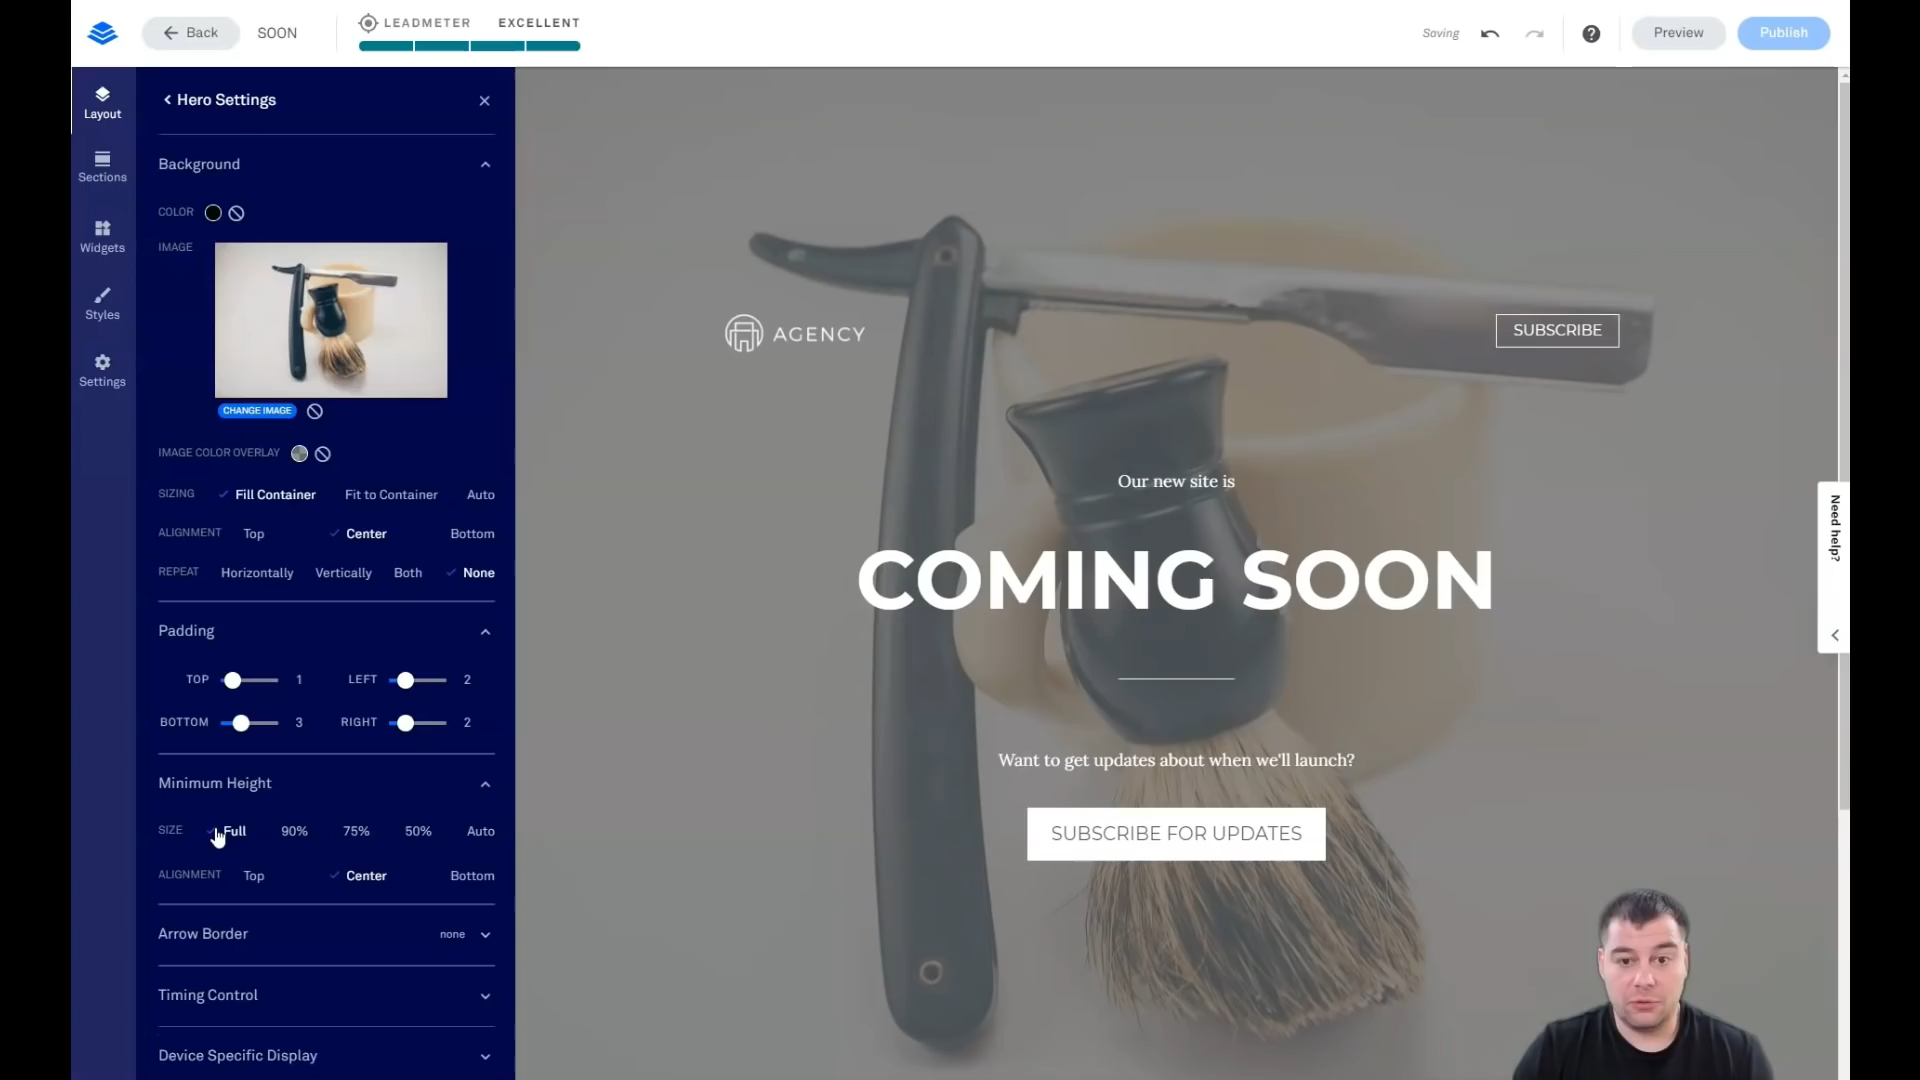 Back
SOON
LEADMETER EXCELLENT
Saving
Preview
Publish
Layout
Sections
Widgets
Styles
Settings
Hero Settings
Background
COLOR
IMAGE
CHANGE IMAGE
IMAGE COLOR OVERLAY
SIZING Fill Container Fit to Container Auto
ALIGNMENT Top Center Bottom
REPEAT Horizontally Vertically Both None
Padding
TOP 1 LEFT 2
BOTTOM 3 RIGHT 2
Minimum Height
SIZE Full 90% 75% 50% Auto
ALIGNMENT Top Center Bottom
Arrow Border none
Timing Control
Device Specific Display
AGENCY
SUBSCRIBE
Our new site is
COMING SOON
Want to get updates about when we'll launch?
SUBSCRIBE FOR UPDATES
Need help?